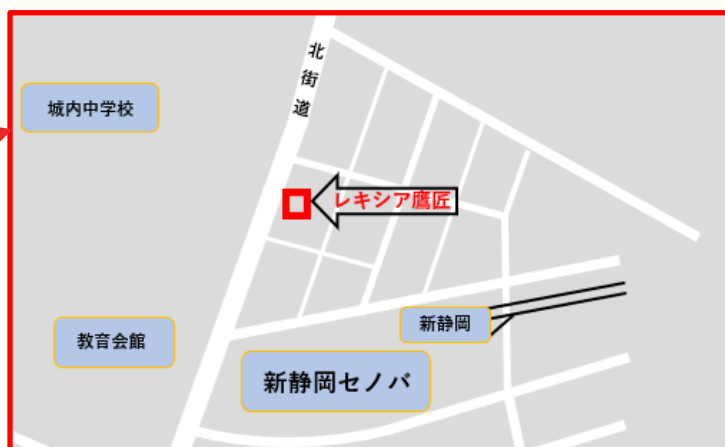 北街道
城内中学校
レキシア鷹匠
新静岡
教育会館
新静岡セノバ